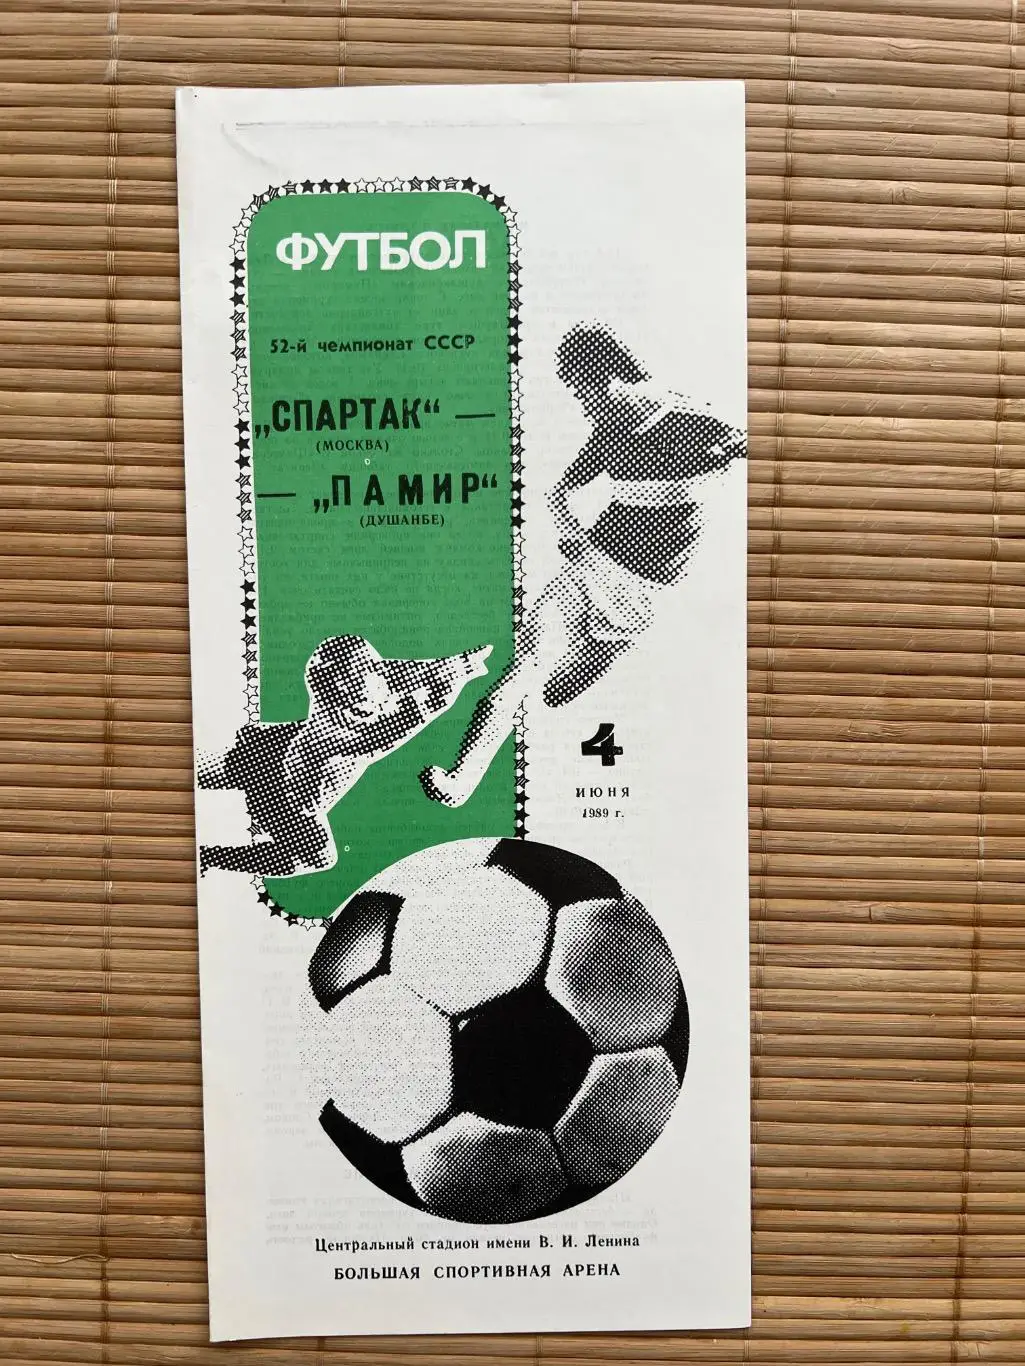 ФУТБОЛ
52-й чемпионат СССР
„СПАРТАК“ —
(МОСКВА)
— „ПАМИР“
(ДУШАНБЕ)
4
ИЮНЯ
1989 г.
Центральный стадион имени В. И. Ленина
БОЛЬШАЯ СПОРТИВНАЯ АРЕНА